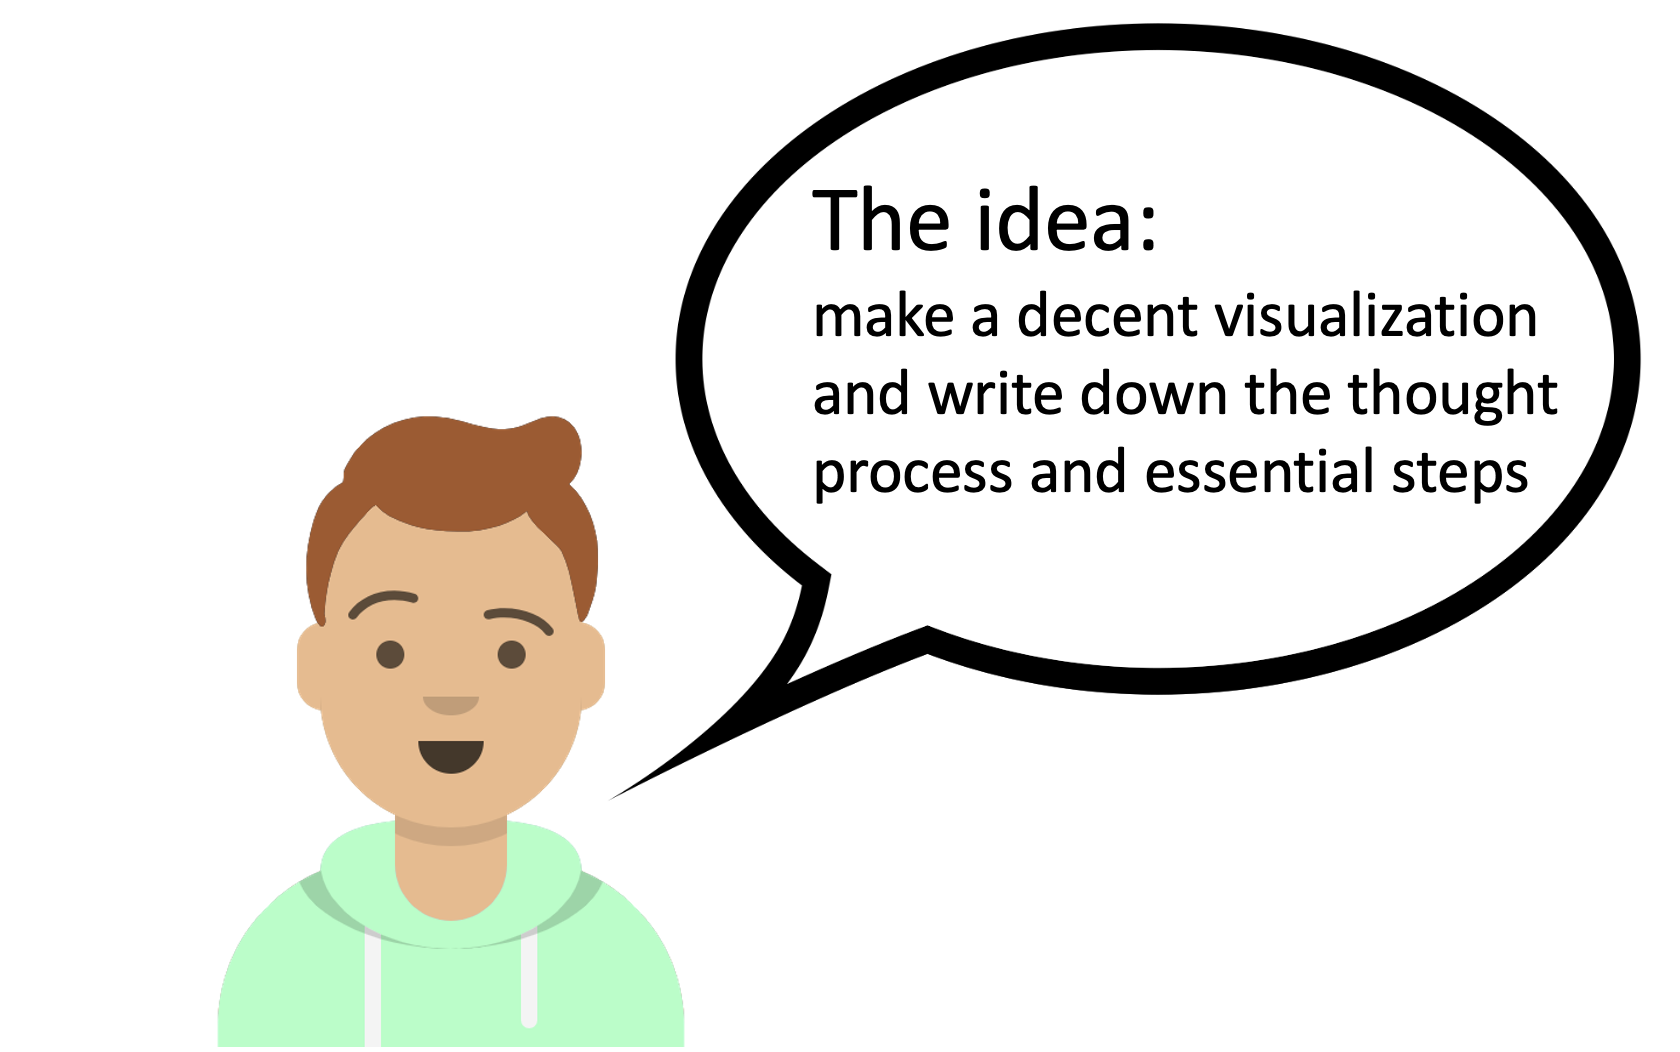 The idea:
make a decent visualization
and write down the thought
process and essential steps